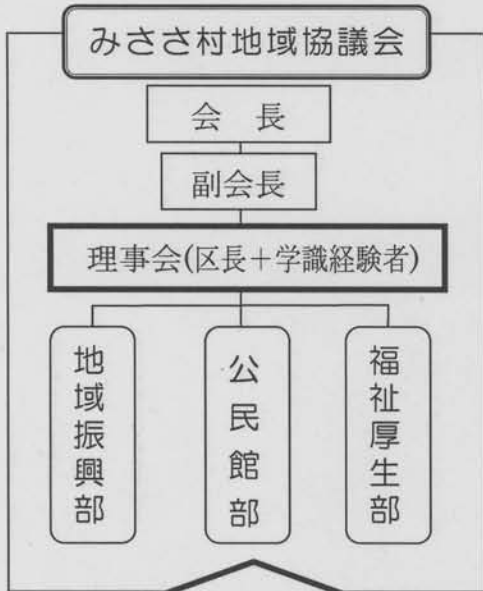 みささ村地域協議会
会長
副会長
理事会(区長＋学識経験者)
地域振興部
公民館部
福祉厚生部